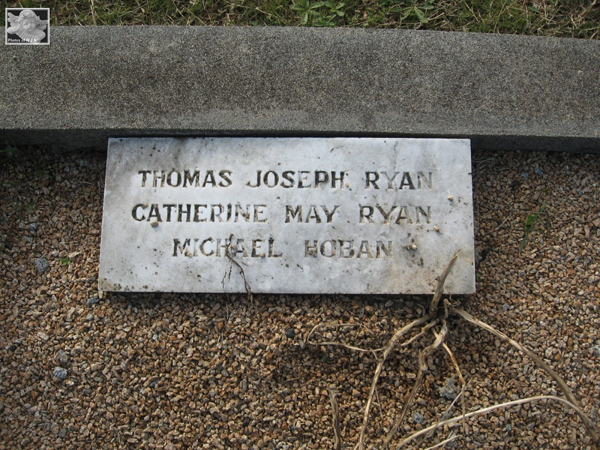 THOMAS JOSEPH RYAN
CATHERINE MAY RYAN
MICHAEL HOBAN